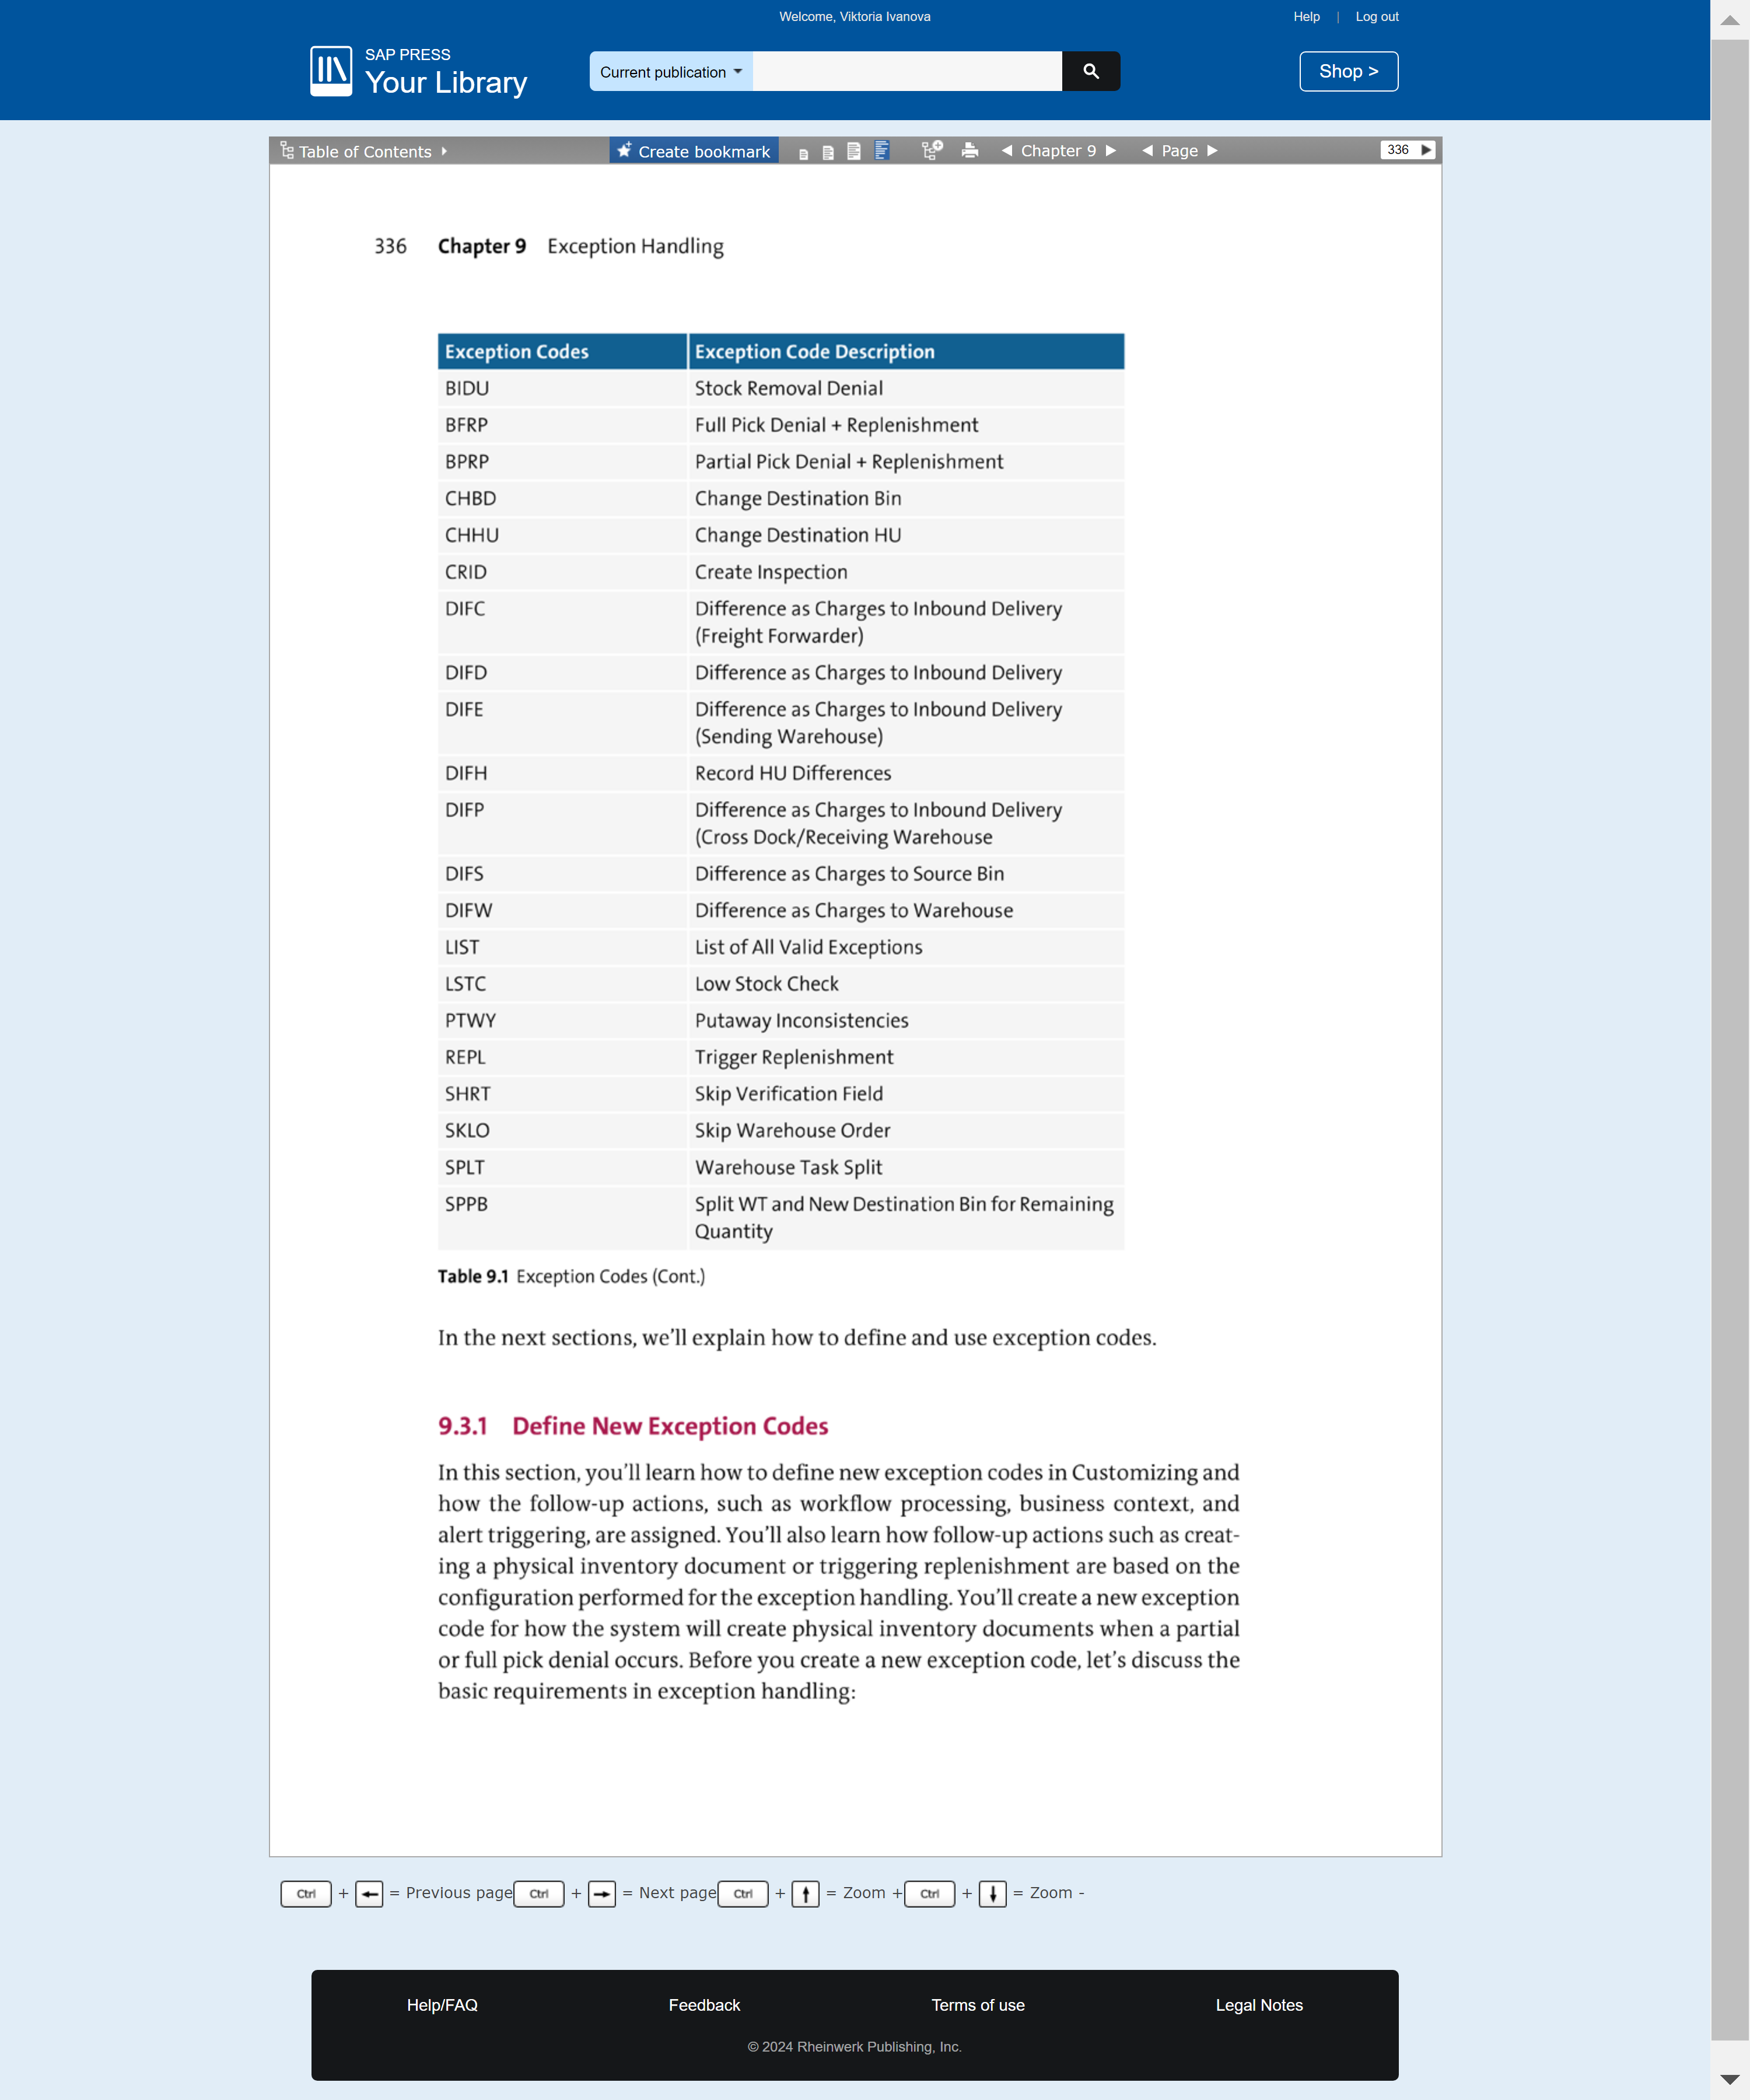 Welcome, Viktoria Ivanova
Help | Log out
SAP PRESS
Your Library
Current publication
Shop >
Table of Contents
Create bookmark
Chapter 9
Page
336
336 Chapter 9 Exception Handling
Exception Codes Exception Code Description
BIDU Stock Removal Denial
BFRP Full Pick Denial + Replenishment
BPRP Partial Pick Denial + Replenishment
CHBD Change Destination Bin
CHHU Change Destination HU
CRID Create Inspection
DIFC Difference as Charges to Inbound Delivery
(Freight Forwarder)
DIFD Difference as Charges to Inbound Delivery
DIFE Difference as Charges to Inbound Delivery
(Sending Warehouse)
DIFH Record HU Differences
DIFP Difference as Charges to Inbound Delivery
(Cross Dock/Receiving Warehouse
DIFS Difference as Charges to Source Bin
DIFW Difference as Charges to Warehouse
LIST List of All Valid Exceptions
LSTC Low Stock Check
PTWY Putaway Inconsistencies
REPL Trigger Replenishment
SHRT Skip Verification Field
SKLO Skip Warehouse Order
SPLT Warehouse Task Split
SPPB Split WT and New Destination Bin for Remaining
Quantity
Table 9.1 Exception Codes (Cont.)
In the next sections, we'll explain how to define and use exception codes.
9.3.1 Define New Exception Codes
In this section, you'll learn how to define new exception codes in Customizing and
how the follow-up actions, such as workflow processing, business context, and
alert triggering, are assigned. You'll also learn how follow-up actions such as creat-
ing a physical inventory document or triggering replenishment are based on the
configuration performed for the exception handling. You'll create a new exception
code for how the system will create physical inventory documents when a partial
or full pick denial occurs. Before you create a new exception code, let's discuss the
basic requirements in exception handling:
Ctrl + ← = Previous page Ctrl + → = Next page Ctrl + ↑ = Zoom + Ctrl + ↓ = Zoom -
Help/FAQ
Feedback
Terms of use
Legal Notes
© 2024 Rheinwerk Publishing, Inc.